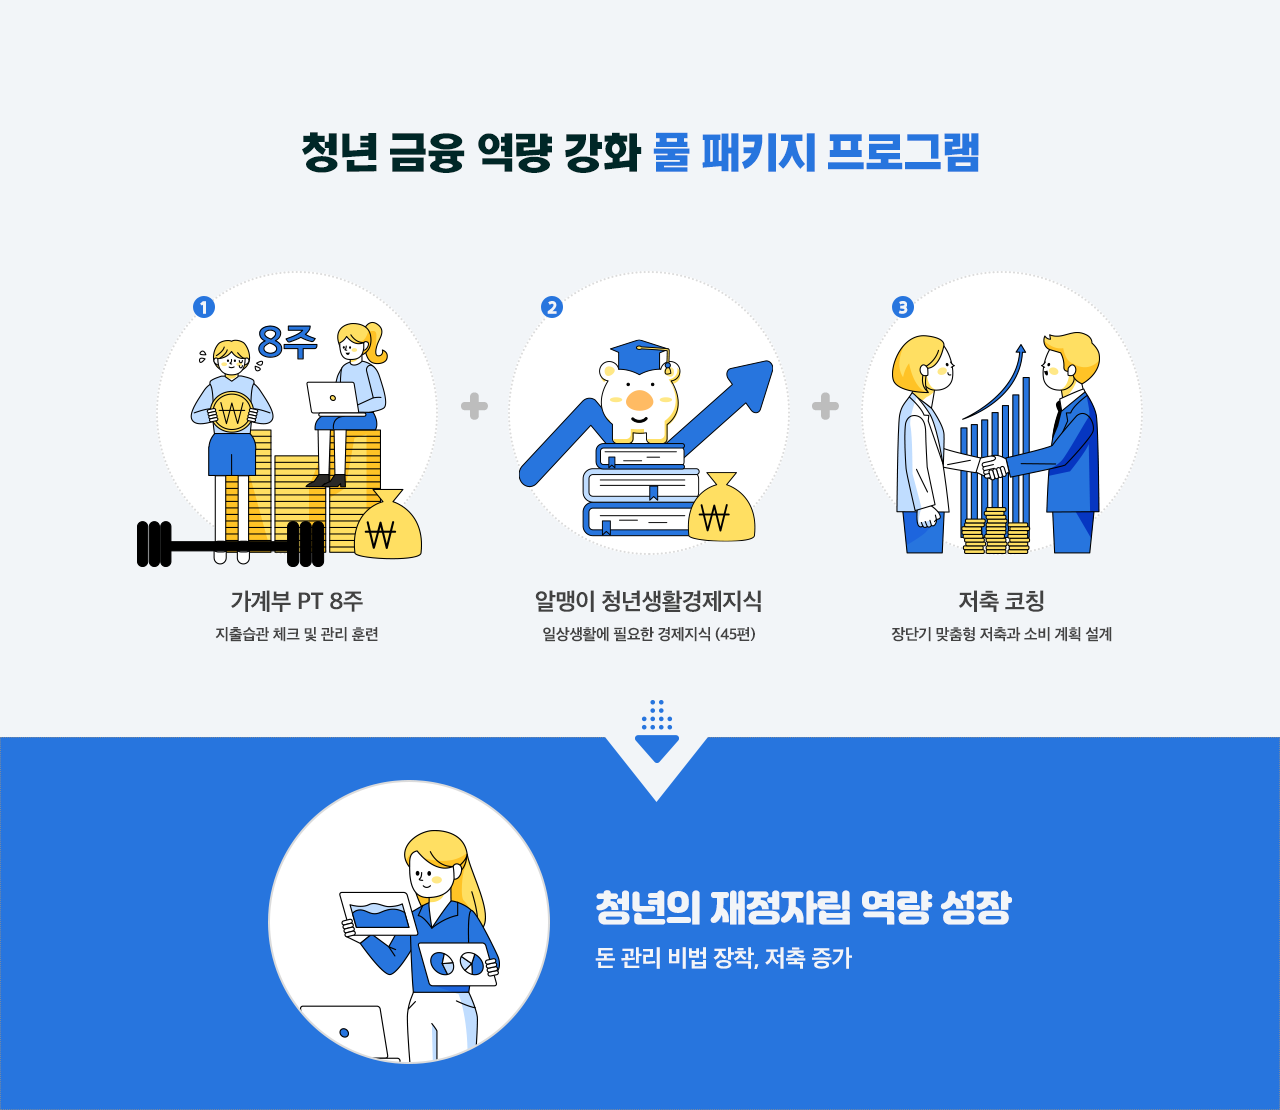 청년 금융 역량 강화 풀 패키지 프로그램
1
8주
₩
₩
가계부 PT 8주
지출습관 체크 및 관리 훈련
2
₩
알맹이 청년생활경제지식
일상생활에 필요한 경제지식 (45편)
3
저축 코칭
장단기 맞춤형 저축과 소비 계획 설계
청년의 재정자립 역량 성장
돈 관리 비법 장착, 저축 증가